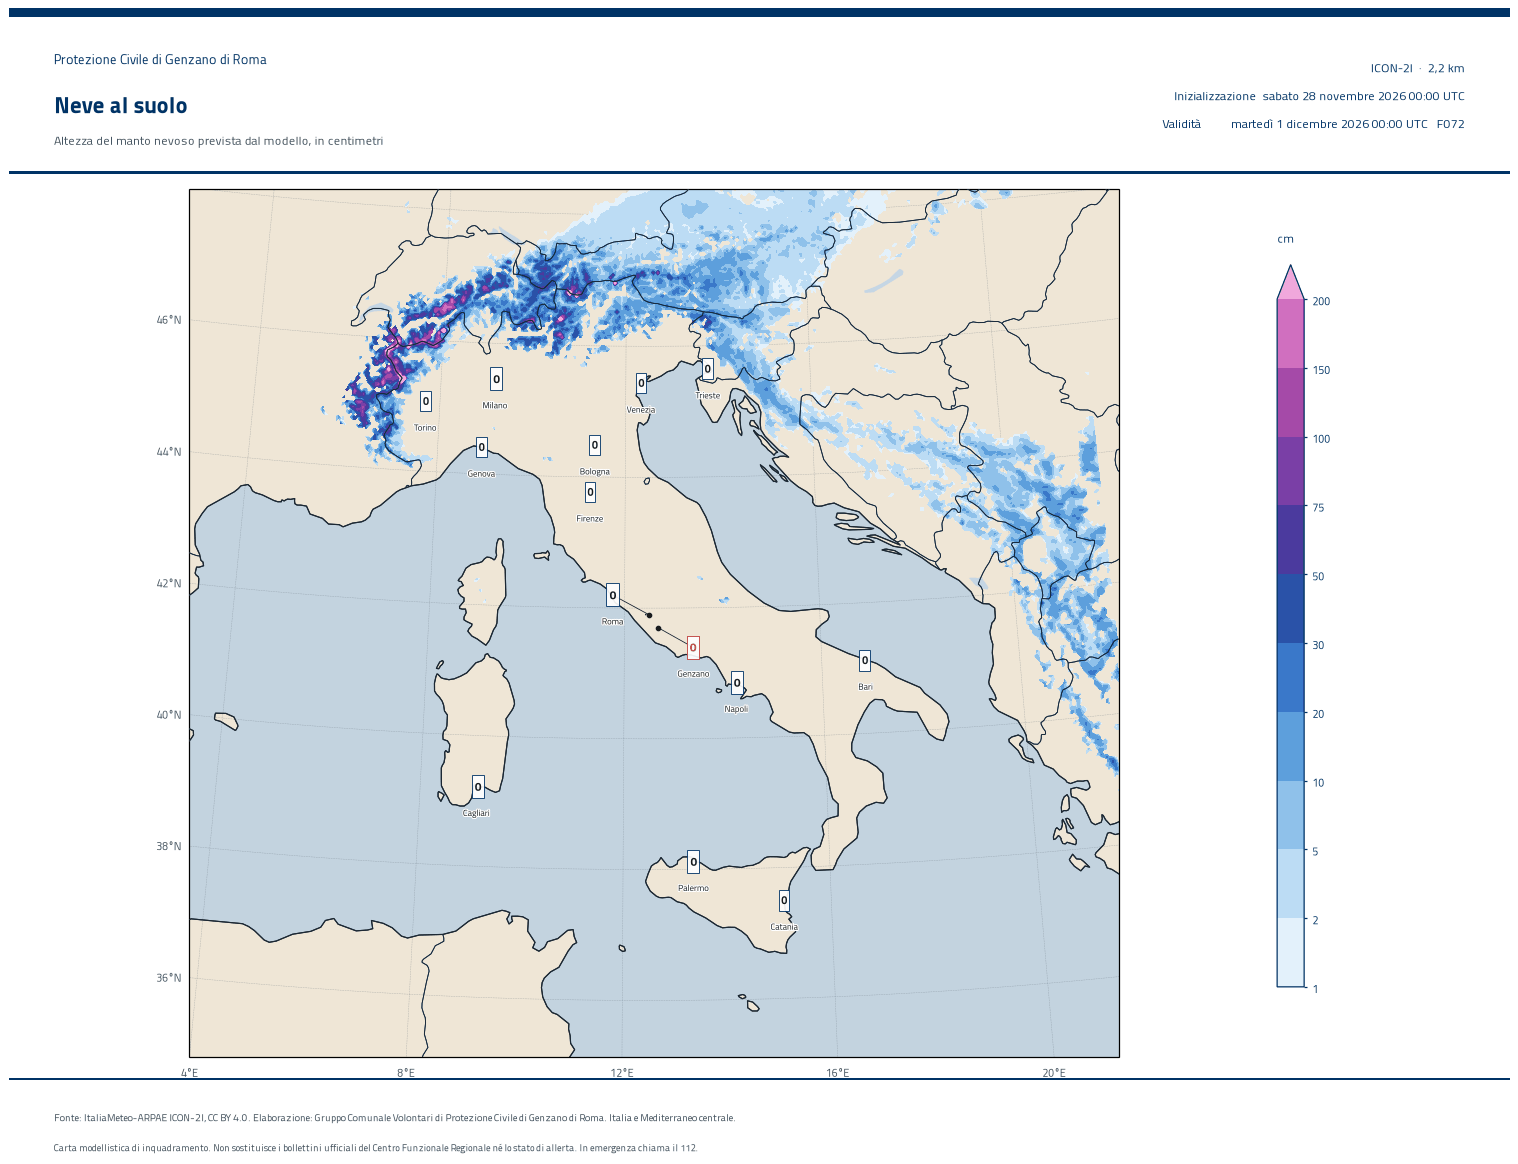 Protezione Civile di Genzano di Roma
Neve al suolo
Altezza del manto nevoso prevista dal modello, in centimetri
ICON-2I · 2,2 km
Inizializzazione sabato 28 novembre 2026 00:00 UTC
Validità martedì 1 dicembre 2026 00:00 UTC F072
cm
200
150
100
75
50
30
20
10
5
2
1
46°N
44°N
42°N
40°N
38°N
36°N
4°E
8°E
12°E
16°E
20°E
0
Torino
0
Milano
0
Venezia
0
Trieste
0
Genova
0
Bologna
0
Firenze
0
Roma
0
Genzano
0
Napoli
0
Bari
0
Cagliari
0
Palermo
0
Catania
Fonte: ItaliaMeteo-ARPAE ICON-2I, CC BY 4.0. Elaborazione: Gruppo Comunale Volontari di Protezione Civile di Genzano di Roma. Italia e Mediterraneo centrale.
Carta modellistica di inquadramento. Non sostituisce i bollettini ufficiali del Centro Funzionale Regionale né lo stato di allerta. In emergenza chiama il 112.